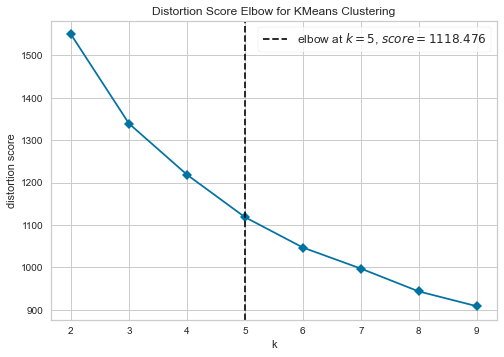 Distortion Score Elbow for KMeans Clustering
elbow at k = 5, score = 1118.476
distortion score
1500
1400
1300
1200
1100
1000
900
2 3 4 5 6 7 8 9
k